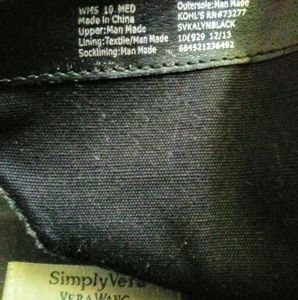 WMS 10 MED
Made in China
Upper:Man Made
Lining:Textile/Man Made
Socklining:Man Made
Outersole:Man Made
KOHL'S RN#73277
SVKALYNBLACK
10(929 12/13
684521236492
SimplyVera
VERA WANG